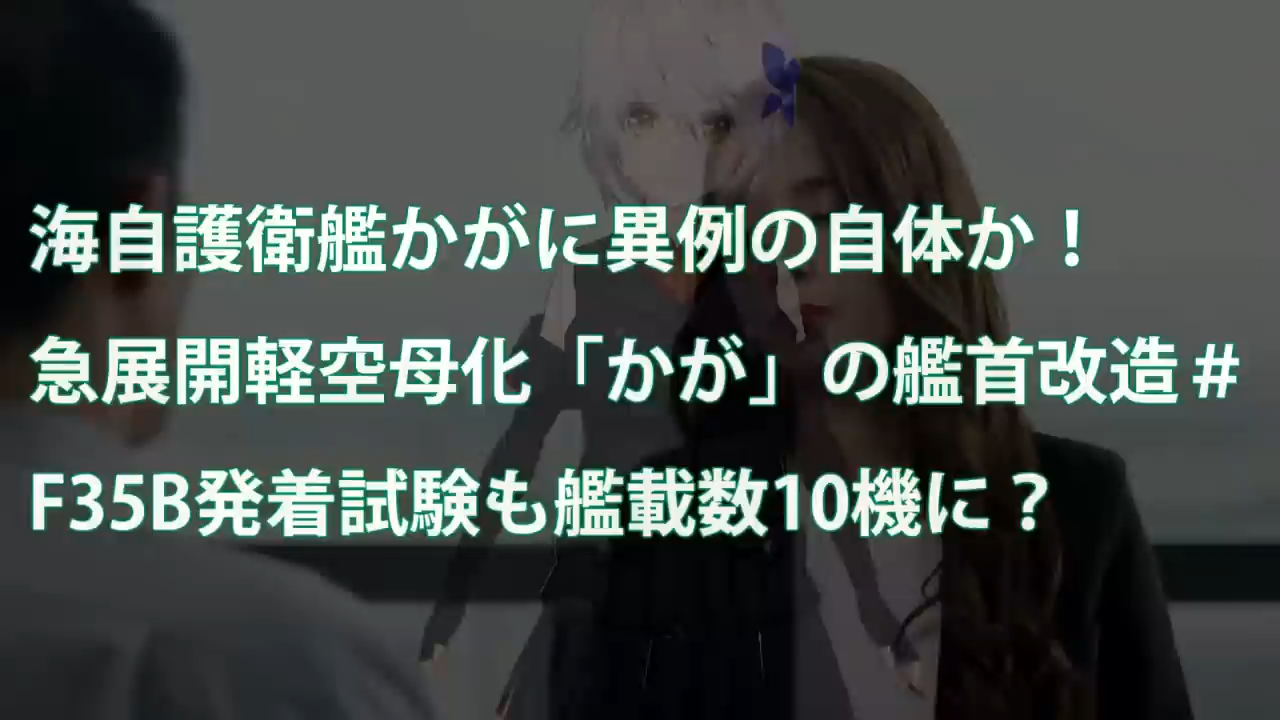 海自護衛艦かがに異例の自体か！
急展開軽空母化「かが」の艦首改造＃
F35B発着試験も艦載数10機に？